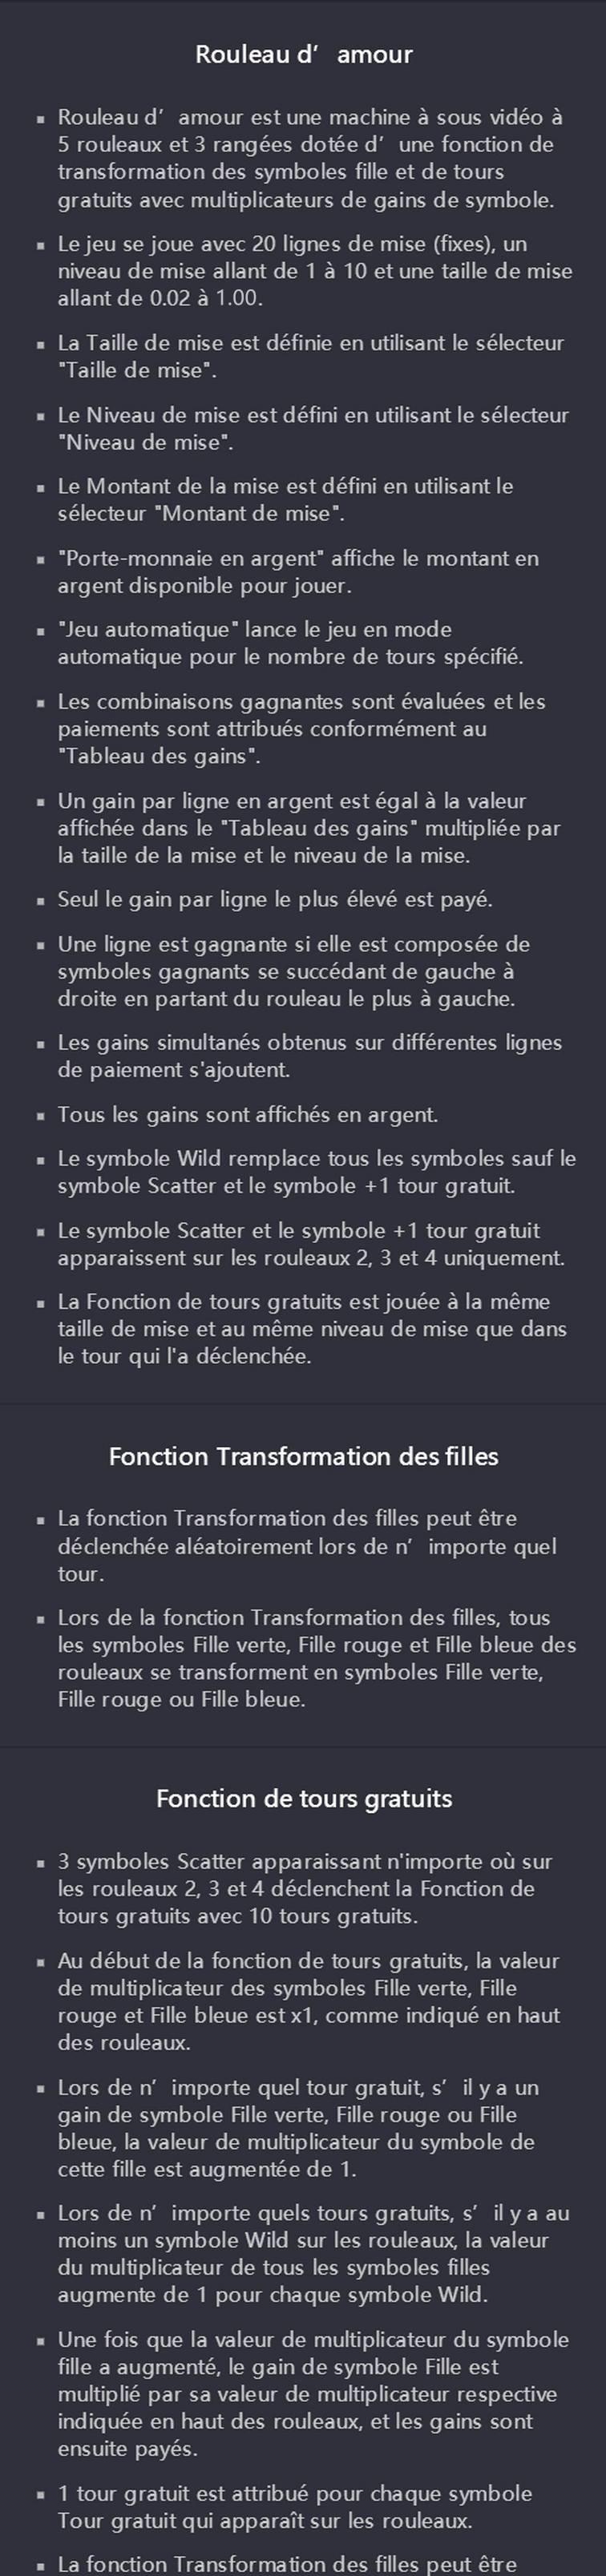 Rouleau d’amour
Rouleau d’amour est une machine à sous vidéo à
5 rouleaux et 3 rangées dotée d’une fonction de
transformation des symboles fille et de tours
gratuits avec multiplicateurs de gains de symbole.
Le jeu se joue avec 20 lignes de mise (fixes), un
niveau de mise allant de 1 à 10 et une taille de mise
allant de 0.02 à 1.00.
La Taille de mise est définie en utilisant le sélecteur
"Taille de mise".
Le Niveau de mise est défini en utilisant le sélecteur
"Niveau de mise".
Le Montant de la mise est défini en utilisant le
sélecteur "Montant de mise".
"Porte-monnaie en argent" affiche le montant en
argent disponible pour jouer.
"Jeu automatique" lance le jeu en mode
automatique pour le nombre de tours spécifié.
Les combinaisons gagnantes sont évaluées et les
paiements sont attribués conformément au
"Tableau des gains".
Un gain par ligne en argent est égal à la valeur
affichée dans le "Tableau des gains" multipliée par
la taille de la mise et le niveau de la mise.
Seul le gain par ligne le plus élevé est payé.
Une ligne est gagnante si elle est composée de
symboles gagnants se succédant de gauche à
droite en partant du rouleau le plus à gauche.
Les gains simultanés obtenus sur différentes lignes
de paiement s'ajoutent.
Tous les gains sont affichés en argent.
Le symbole Wild remplace tous les symboles sauf le
symbole Scatter et le symbole +1 tour gratuit.
Le symbole Scatter et le symbole +1 tour gratuit
apparaissent sur les rouleaux 2, 3 et 4 uniquement.
La Fonction de tours gratuits est jouée à la même
taille de mise et au même niveau de mise que dans
le tour qui l'a déclenchée.
Fonction Transformation des filles
La fonction Transformation des filles peut être
déclenchée aléatoirement lors de n’importe quel
tour.
Lors de la fonction Transformation des filles, tous
les symboles Fille verte, Fille rouge et Fille bleue des
rouleaux se transforment en symboles Fille verte,
Fille rouge ou Fille bleue.
Fonction de tours gratuits
3 symboles Scatter apparaissant n'importe où sur
les rouleaux 2, 3 et 4 déclenchent la Fonction de
tours gratuits avec 10 tours gratuits.
Au début de la fonction de tours gratuits, la valeur
de multiplicateur des symboles Fille verte, Fille
rouge et Fille bleue est x1, comme indiqué en haut
des rouleaux.
Lors de n’importe quel tour gratuit, s’il y a un
gain de symbole Fille verte, Fille rouge ou Fille
bleue, la valeur de multiplicateur du symbole de
cette fille est augmentée de 1.
Lors de n’importe quels tours gratuits, s’il y a au
moins un symbole Wild sur les rouleaux, la valeur
du multiplicateur de tous les symboles filles
augmente de 1 pour chaque symbole Wild.
Une fois que la valeur de multiplicateur du symbole
fille a augmenté, le gain de symbole Fille est
multiplié par sa valeur de multiplicateur respective
indiquée en haut des rouleaux, et les gains sont
ensuite payés.
1 tour gratuit est attribué pour chaque symbole
Tour gratuit qui apparaît sur les rouleaux.
La fonction Transformation des filles peut être